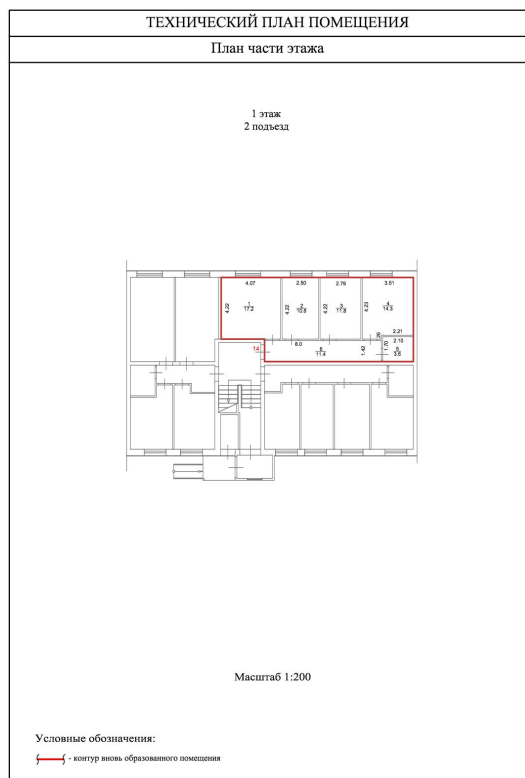 ТЕХНИЧЕСКИЙ ПЛАН ПОМЕЩЕНИЯ
План части этажа
1 этаж
2 подъезд
4.07 2.50 2.79 3.51
4.22 1 17.2 4.22 2 10.6 4.22 3 11.8 4.23 4 14.3
2.21
14 8.0 6 11.4 1.42 1.70 2.10 5 3.6
Масштаб 1:200
Условные обозначения:
- контур вновь образованного помещения